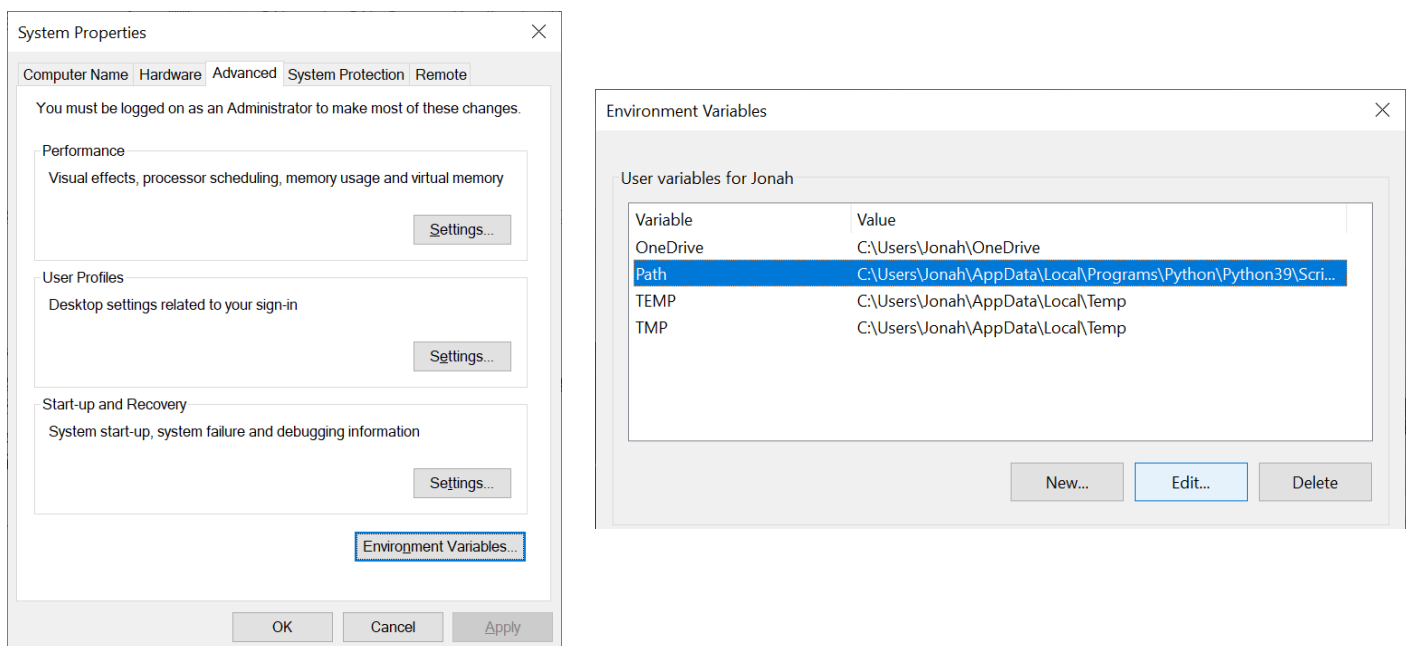 System Properties
Computer Name Hardware Advanced System Protection Remote
You must be logged on as an Administrator to make most of these changes.
Performance
Visual effects, processor scheduling, memory usage and virtual memory
Settings...
User Profiles
Desktop settings related to your sign-in
Settings...
Start-up and Recovery
System start-up, system failure and debugging information
Settings...
Environment Variables...
OK Cancel Apply
Environment Variables
User variables for Jonah
Variable Value
OneDrive C:\Users\Jonah\OneDrive
Path C:\Users\Jonah\AppData\Local\Programs\Python\Python39\Scri...
TEMP C:\Users\Jonah\AppData\Local\Temp
TMP C:\Users\Jonah\AppData\Local\Temp
New... Edit... Delete